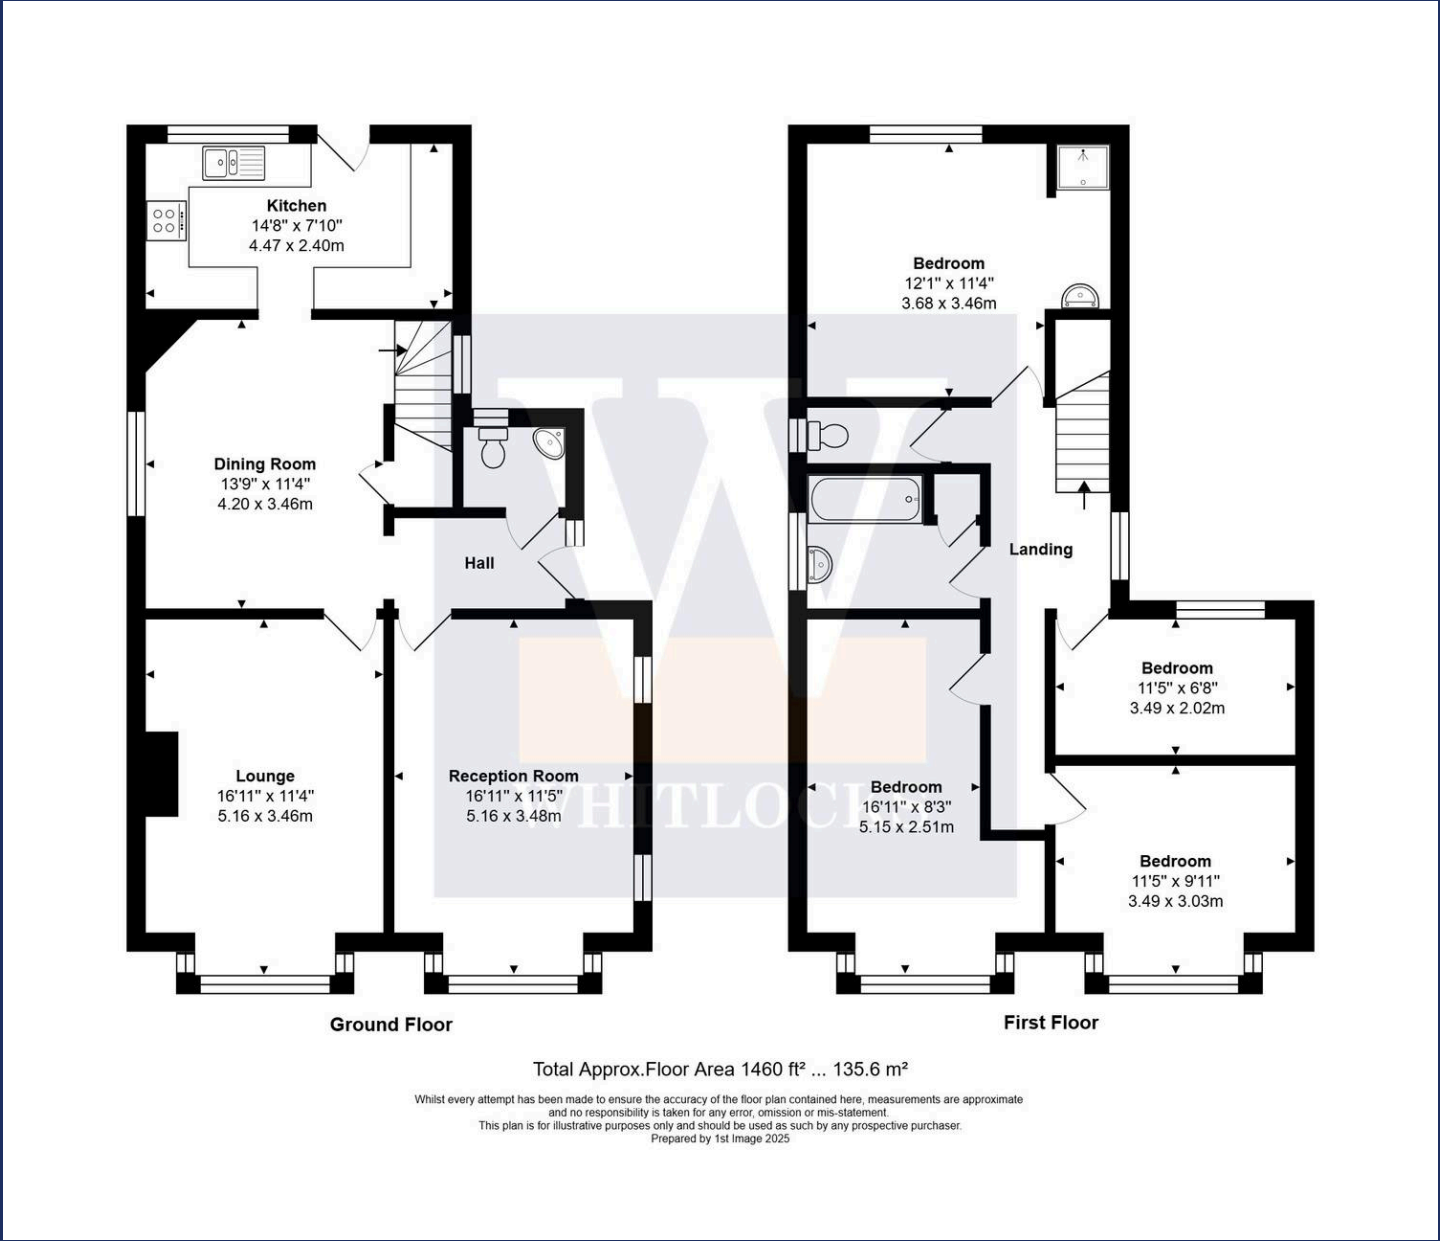 Kitchen
14'8" x 7'10"
4.47 x 2.40m
Dining Room
13'9" x 11'4"
4.20 x 3.46m
Hall
Lounge
16'11" x 11'4"
5.16 x 3.46m
Reception Room
16'11" x 11'5"
5.16 x 3.48m
Ground Floor
Bedroom
12'1" x 11'4"
3.68 x 3.46m
Landing
Bedroom
11'5" x 6'8"
3.49 x 2.02m
Bedroom
16'11" x 8'3"
5.15 x 2.51m
Bedroom
11'5" x 9'11"
3.49 x 3.03m
First Floor
W
WHITLOCKS
Total Approx.Floor Area 1460 ft² ... 135.6 m²
Whilst every attempt has been made to ensure the accuracy of the floor plan contained here, measurements are approximate
and no responsibility is taken for any error, omission or mis-statement.
This plan is for illustrative purposes only and should be used as such by any prospective purchaser.
Prepared by 1st Image 2025